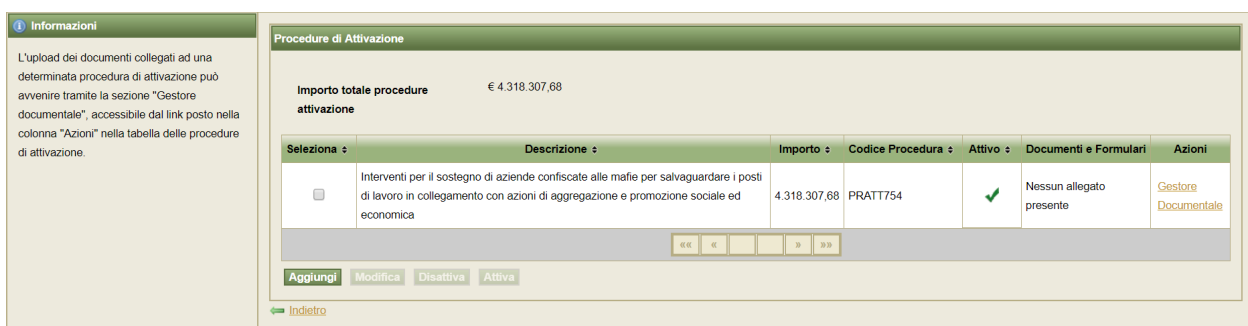 Informazioni
L'upload dei documenti collegati ad una
determinata procedura di attivazione può
avvenire tramite la sezione "Gestore
documentale", accessibile dal link posto nella
colonna "Azioni" nella tabella delle procedure
di attivazione.
Procedure di Attivazione
Importo totale procedure
attivazione
€ 4.318.307,68
Seleziona Descrizione Importo Codice Procedura Attivo Documenti e Formulari Azioni
Interventi per il sostegno di aziende confiscate alle mafie per salvaguardare i posti
di lavoro in collegamento con azioni di aggregazione e promozione sociale ed
economica
4.318.307,68 PRATT754
Nessun allegato
presente
Gestore
Documentale
«« « » »»
Aggiungi Modifica Disattiva Attiva
Indietro